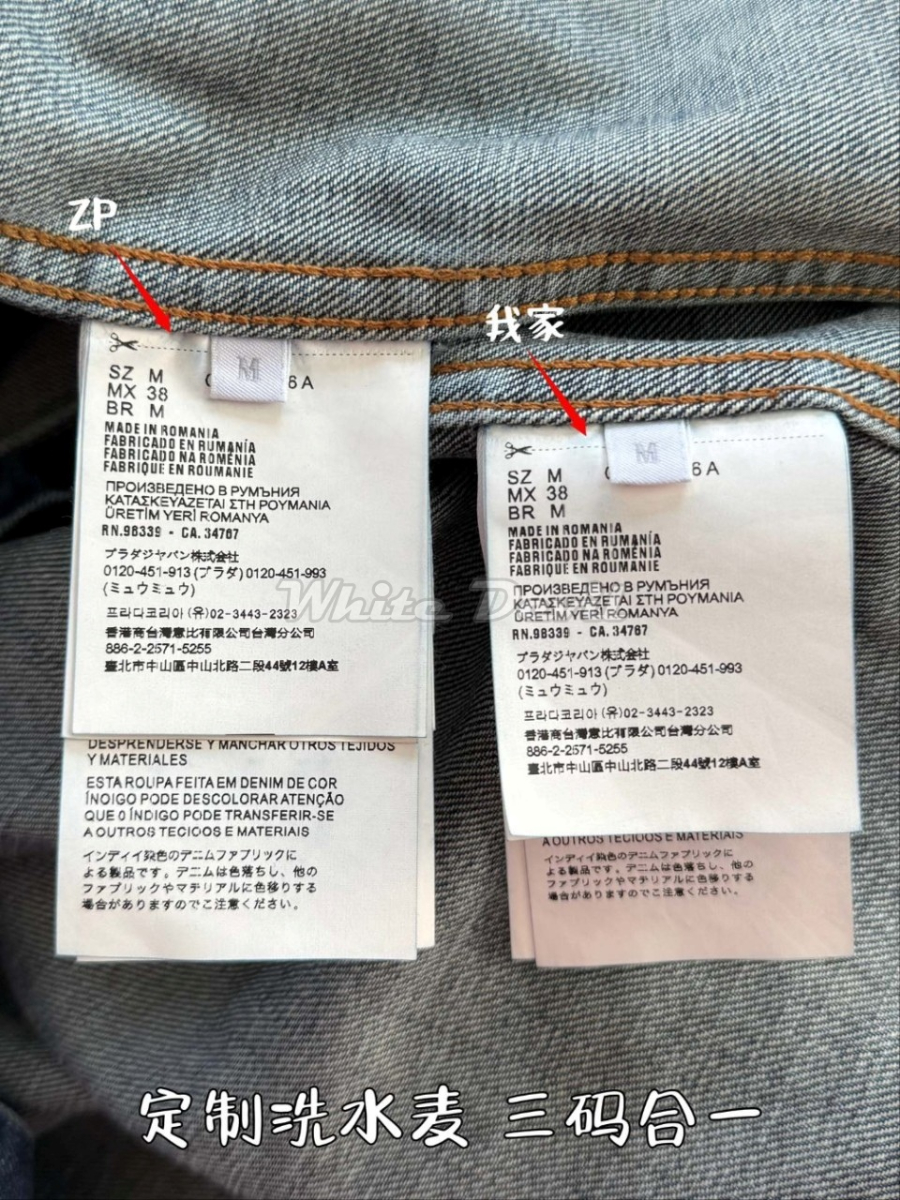 ZP
我家
M
SZ M 6 A
MX 38
BR M
MADE IN ROMANIA
FABRICADO EN RUMANÍA
FABRICADO NA ROMÉNIA
FABRIQUE EN ROUMANIE
ПРОИЗВЕДЕНО В РУМЪНИЯ
ΚΑΤΑΣΚΕΥΑΖΕΤΑΙ ΣΤΗ ΡΟΥΜΑΝΙΑ
ÜRETİM YERİ ROMANYA
RN.98339 - CA. 34767
プラダジャパン株式会社
0120-451-913 (プラダ) 0120-451-993
(ミュウミュウ)
프라다코리아 (유)02-3443-2323
香港商台灣意比有限公司台灣分公司
886-2-2571-5255
臺北市中山區中山北路二段44號12樓A室
DESPRENDERSE Y MANCHAR OTROS TEJIDOS
Y MATERIALES
ESTA ROUPA FEITA EM DENIM DE COR
ÍNOIGO PODE DESCOLORAR ATENÇÃO
QUE O ÍNDIGO PODE TRANSFERIR-SE
A OUTROS TECIOOS E MATERIAIS
インディイ染色のデニムファブリックに
よる製品です。デニムは色落ちし、他の
ファブリックやマテリアルに色移りする
場合がありますのでご注意ください。
M
SZ M 6 A
MX 38
BR M
MADE IN ROMANIA
FABRICADO EN RUMANÍA
FABRICADO NA ROMÉNIA
FABRIQUE EN ROUMANIE
ПРОИЗВЕДЕНО В РУМЪНИЯ
ΚΑΤΑΣΚΕΥΑΖΕΤΑΙ ΣΤΗ ΡΟΥΜΑΝΙΑ
ÜRETİM YERİ ROMANYA
RN.98339 - CA. 34767
プラダジャパン株式会社
0120-451-913 (プラダ) 0120-451-993
(ミュウミュウ)
프라다코리아 (유)02-3443-2323
香港商台灣意比有限公司台灣分公司
886-2-2571-5255
臺北市中山區中山北路二段44號12樓A室
A OUTROS TECIOOS E MATERIAIS
インディイ染色のデニムファブリックに
よる製品です。デニムは色落ちし、他の
ファブリックやマテリアルに色移りする
場合がありますのでご注意ください。
White
定制洗水麦 三码合一